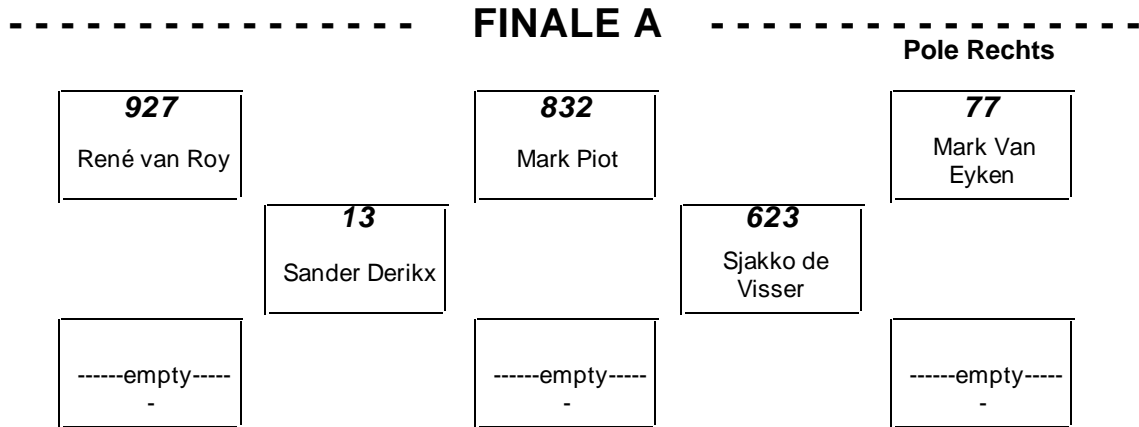 - - - - - - - - - - - - - - - - FINALE A - - - - - - - - - - - - - - - - -
Pole Rechts
927 832 77
René van Roy Mark Piot Mark Van
Eyken
13 623
Sander Derikx Sjakko de
Visser
------empty----- ------empty----- ------empty-----
- - -